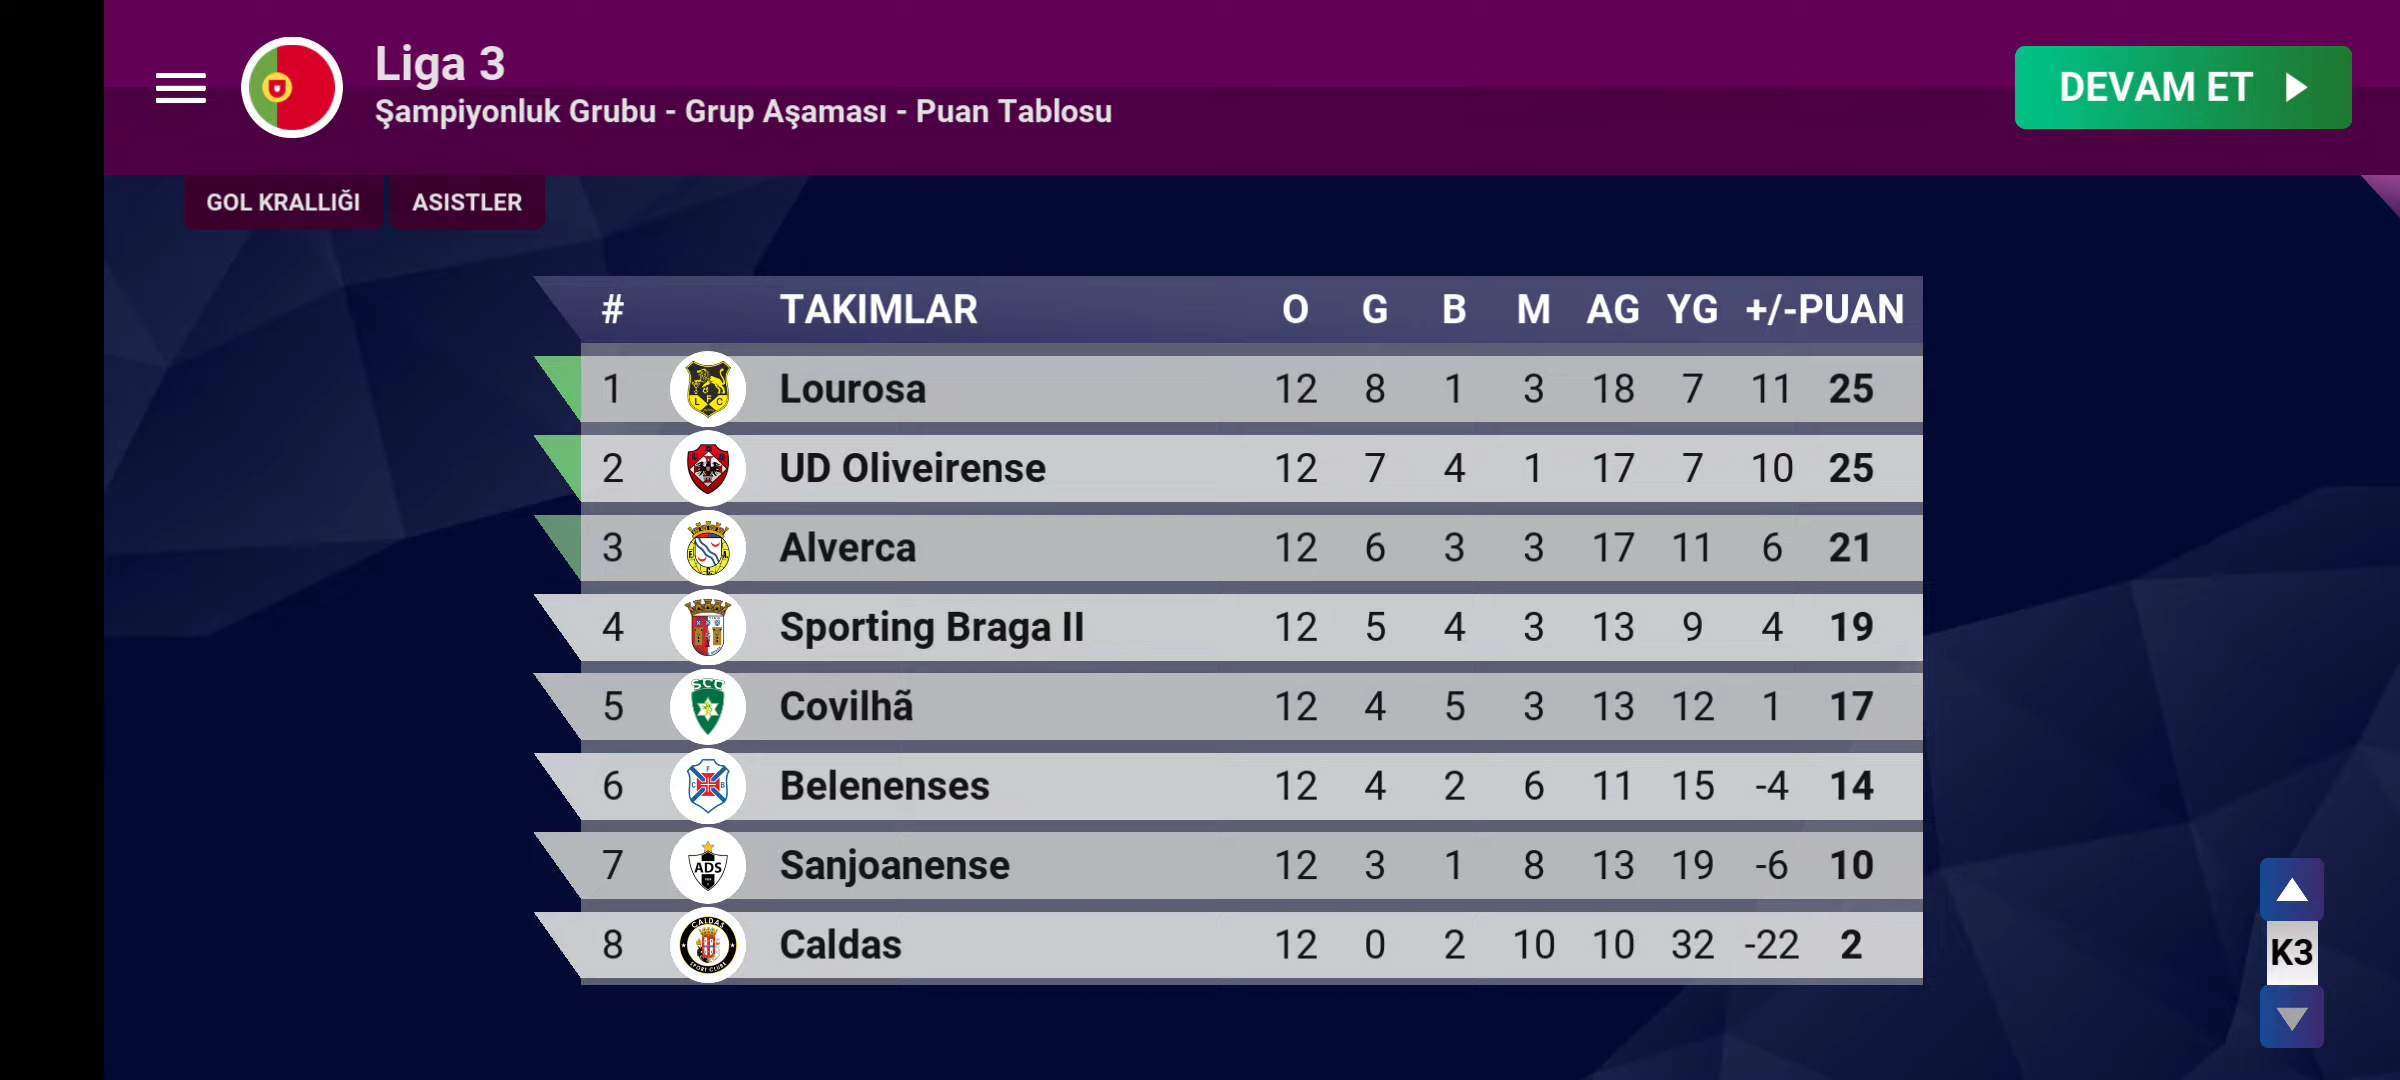 Liga 3
Şampiyonluk Grubu - Grup Aşaması - Puan Tablosu
DEVAM ET
GOL KRALLIĞI ASISTLER
# TAKIMLAR O G B M AG YG +/- PUAN
1 Lourosa 12 8 1 3 18 7 11 25
2 UD Oliveirense 12 7 4 1 17 7 10 25
3 Alverca 12 6 3 3 17 11 6 21
4 Sporting Braga II 12 5 4 3 13 9 4 19
5 Covilhã 12 4 5 3 13 12 1 17
6 Belenenses 12 4 2 6 11 15 -4 14
7 ADS Sanjoanense 12 3 1 8 13 19 -6 10
8 Caldas 12 0 2 10 10 32 -22 2
K3